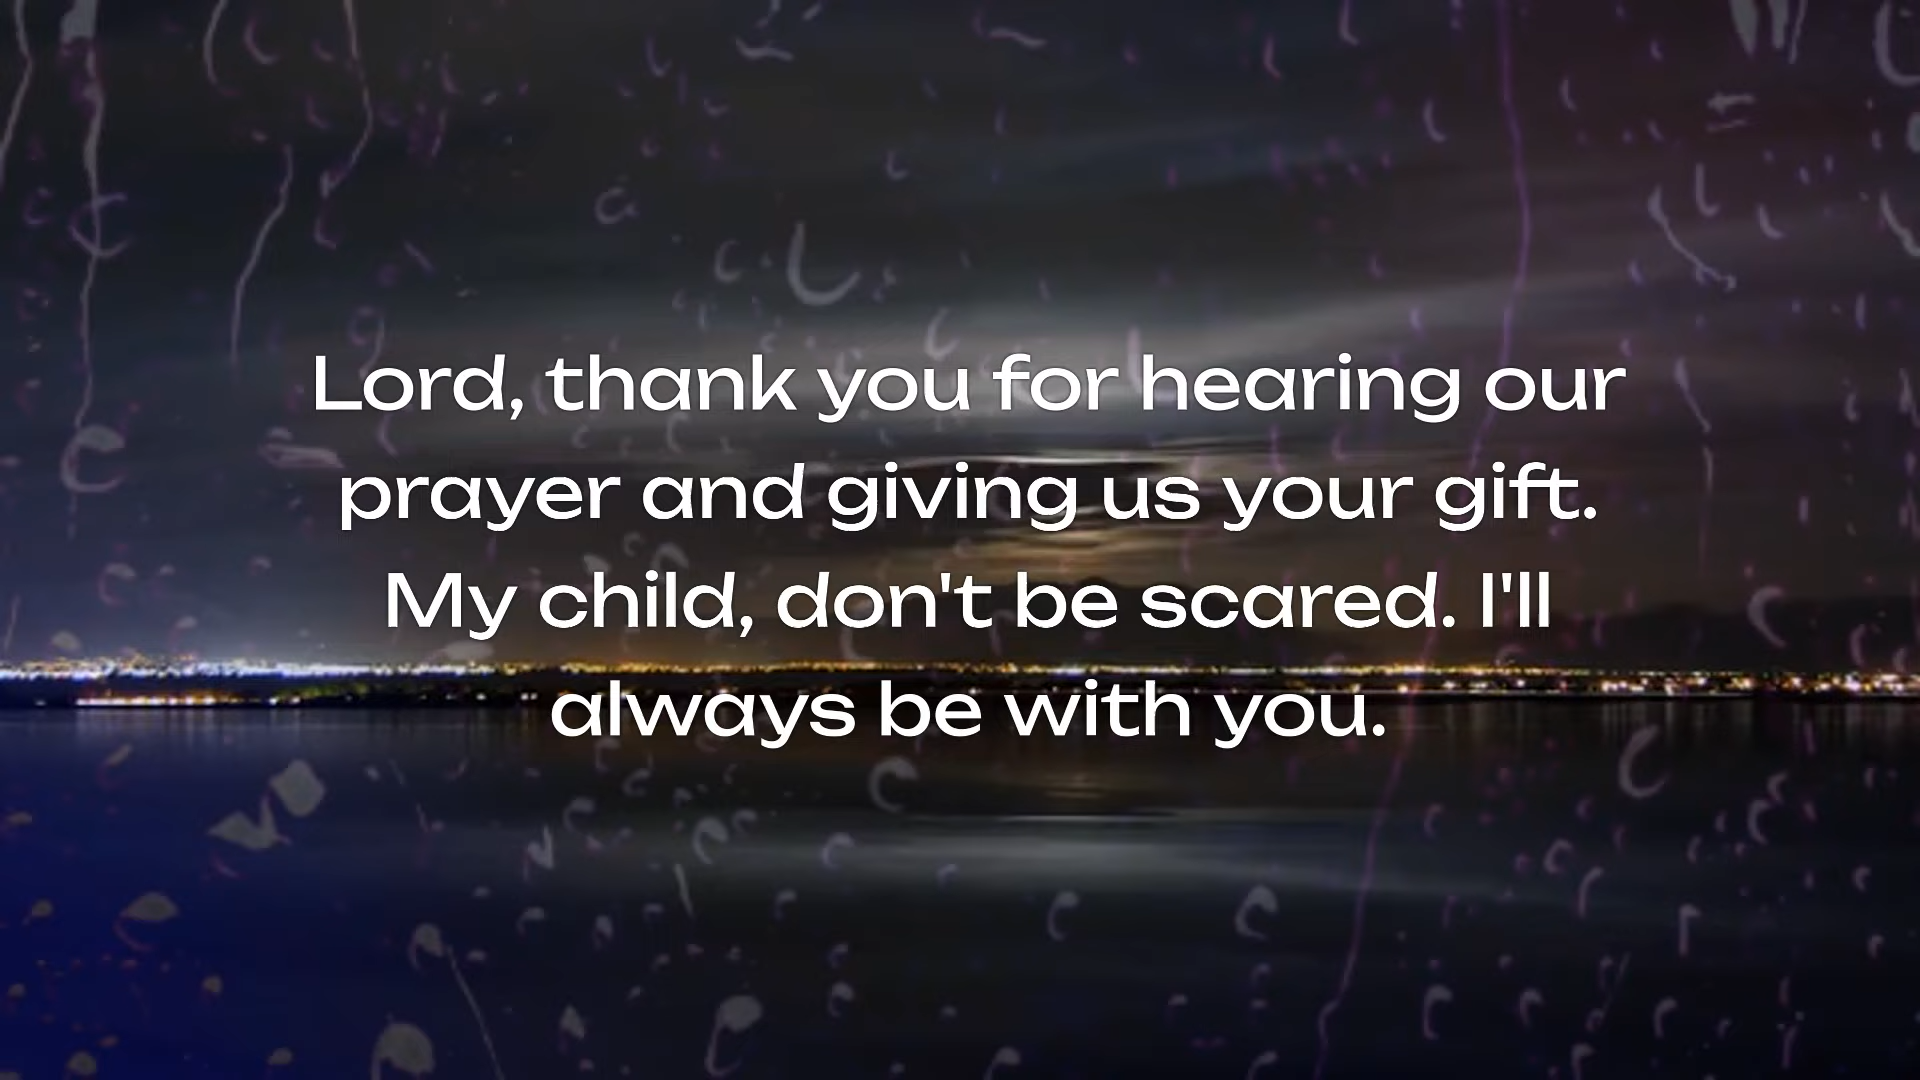 Lord, thank you for hearing our
prayer and giving us your gift.
My child, don't be scared. I'll
always be with you.